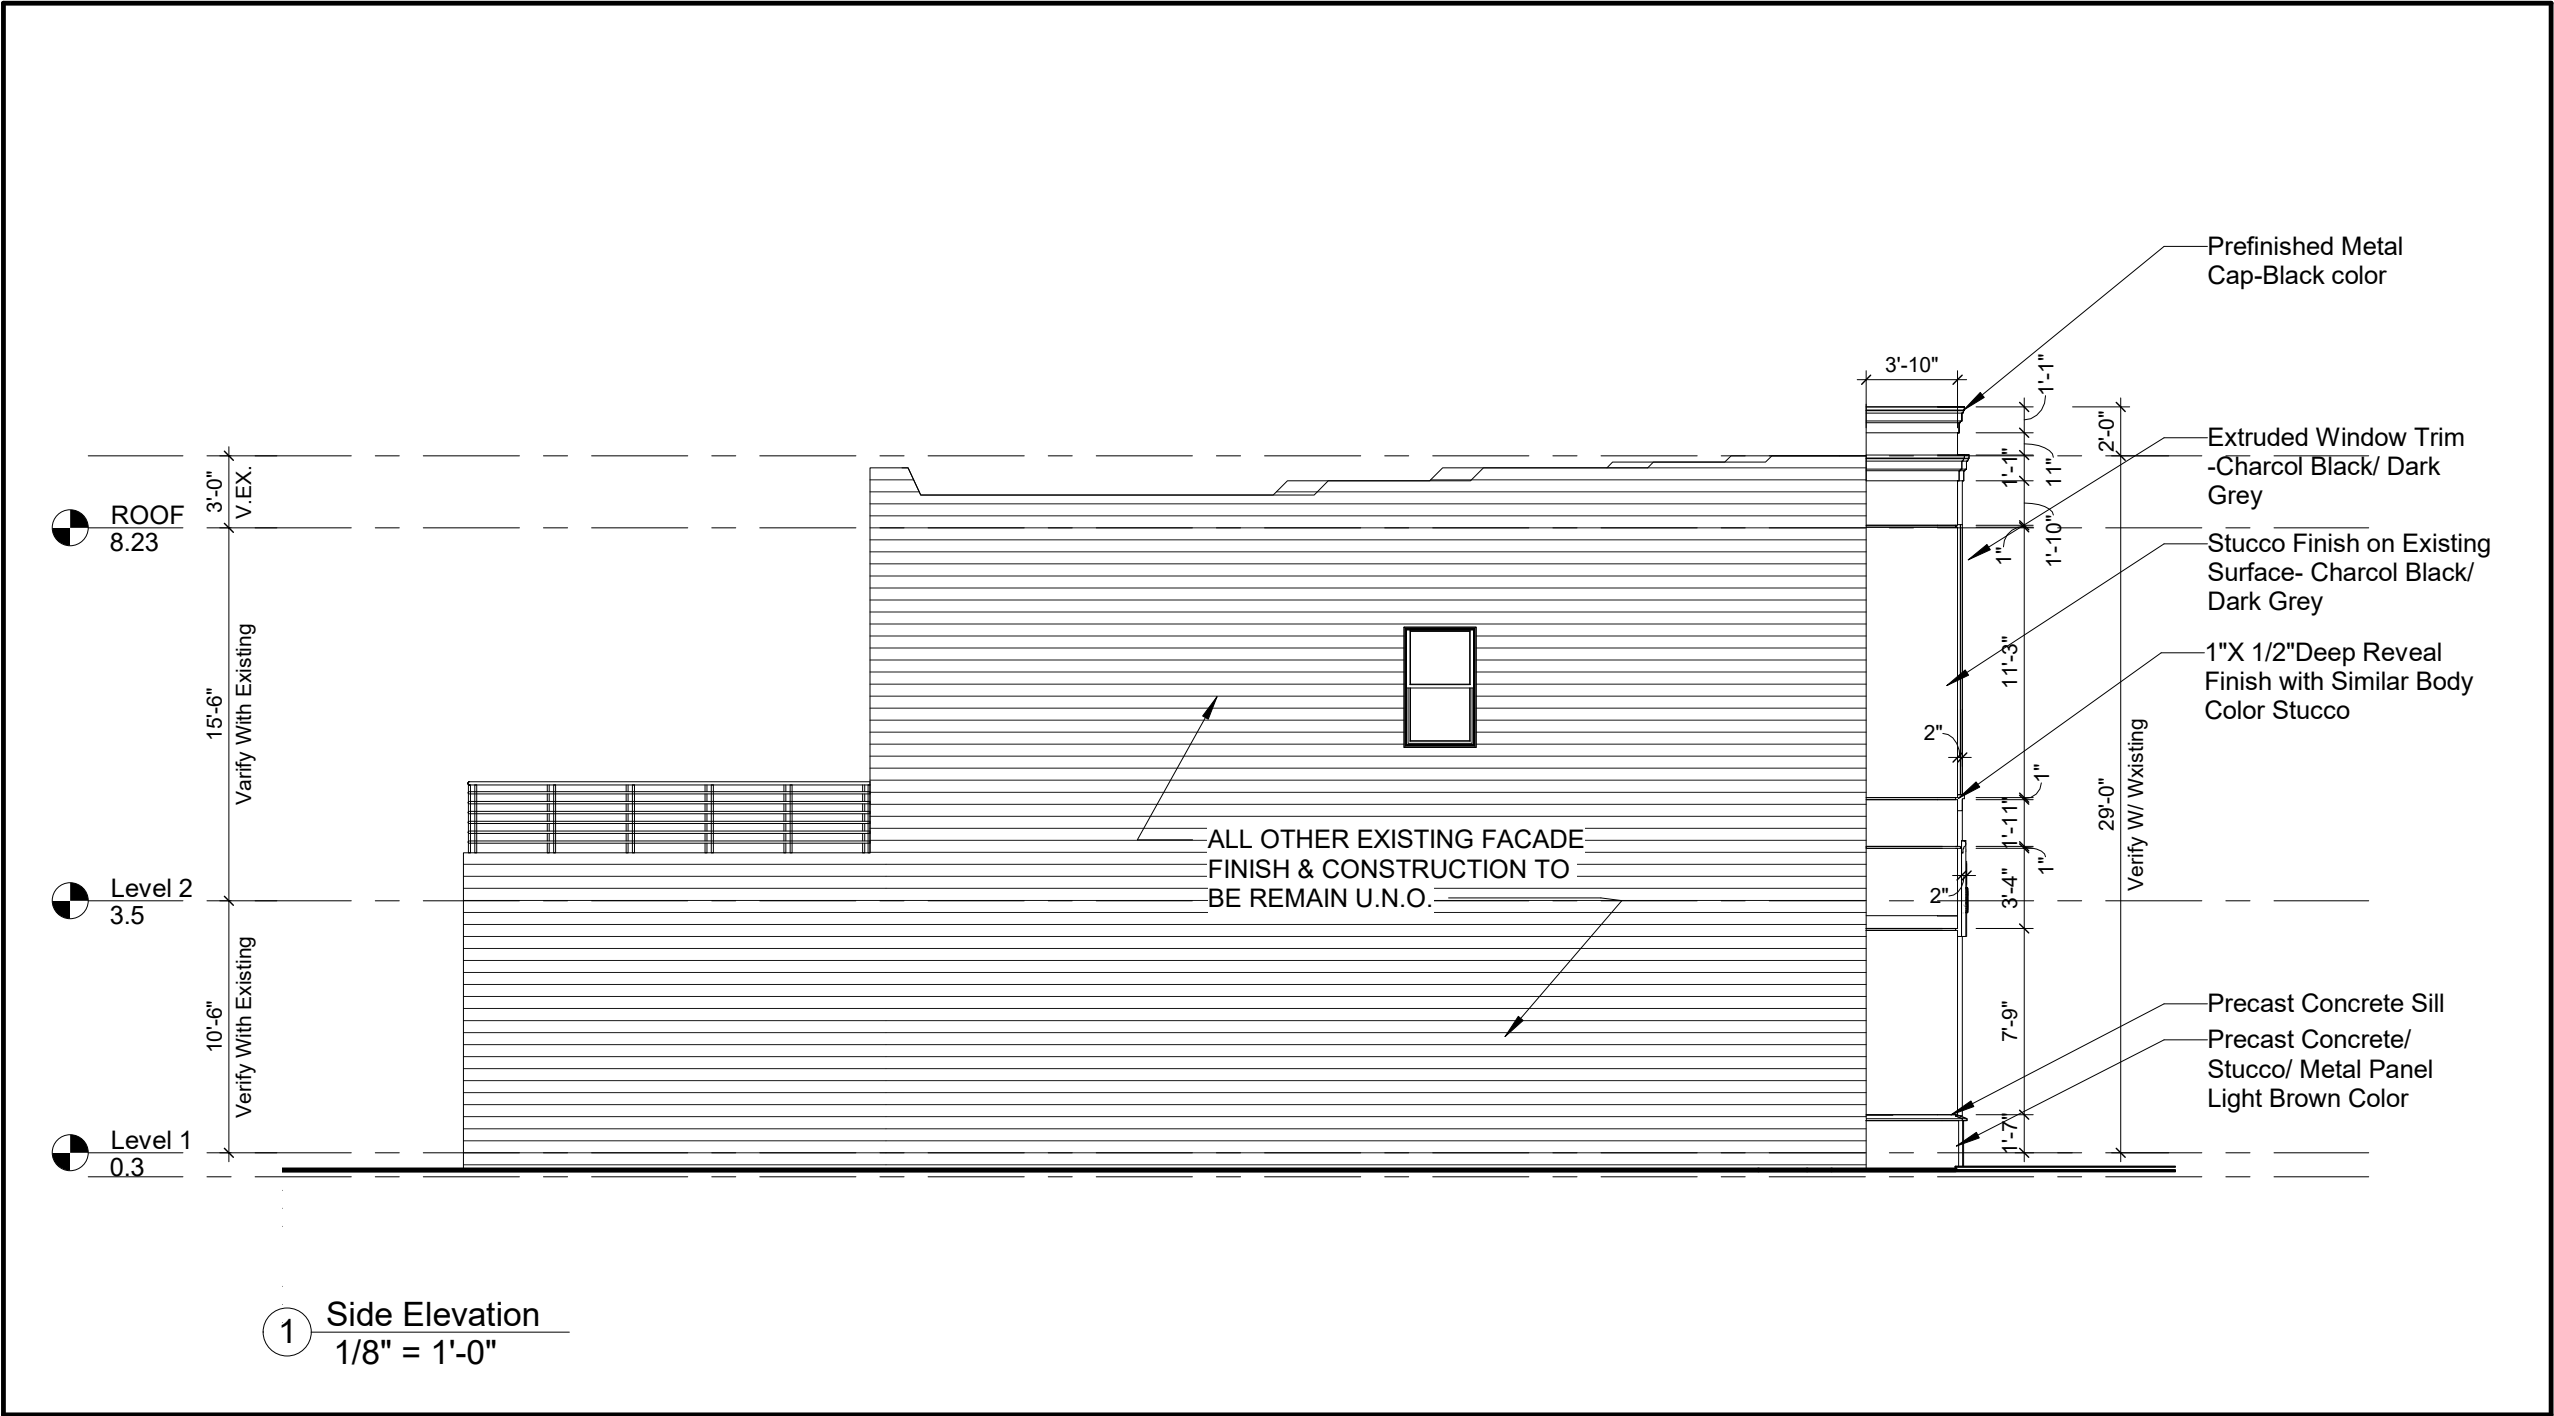 Prefinished Metal
Cap-Black color
3'-10"
1'-1"
2'-0"
Extruded Window Trim
-Charcol Black/ Dark
Grey
1'-1"
11"
3'-0"
V.EX.
ROOF
8.23
1"
1'-10"
Stucco Finish on Existing
Surface- Charcol Black/
Dark Grey
15'-6"
Varify With Existing
11'-3"
1"X 1/2"Deep Reveal
Finish with Similar Body
Color Stucco
2"
1"
29'-0"
Verify W/ Wxisting
1'-11"
ALL OTHER EXISTING FACADE
FINISH & CONSTRUCTION TO
BE REMAIN U.N.O.
1"
2"
3'-4"
Level 2
3.5
10'-6"
Verify With Existing
7'-9"
Precast Concrete Sill
Precast Concrete/
Stucco/ Metal Panel
Light Brown Color
1'-7"
Level 1
0.3
1
Side Elevation
1/8" = 1'-0"